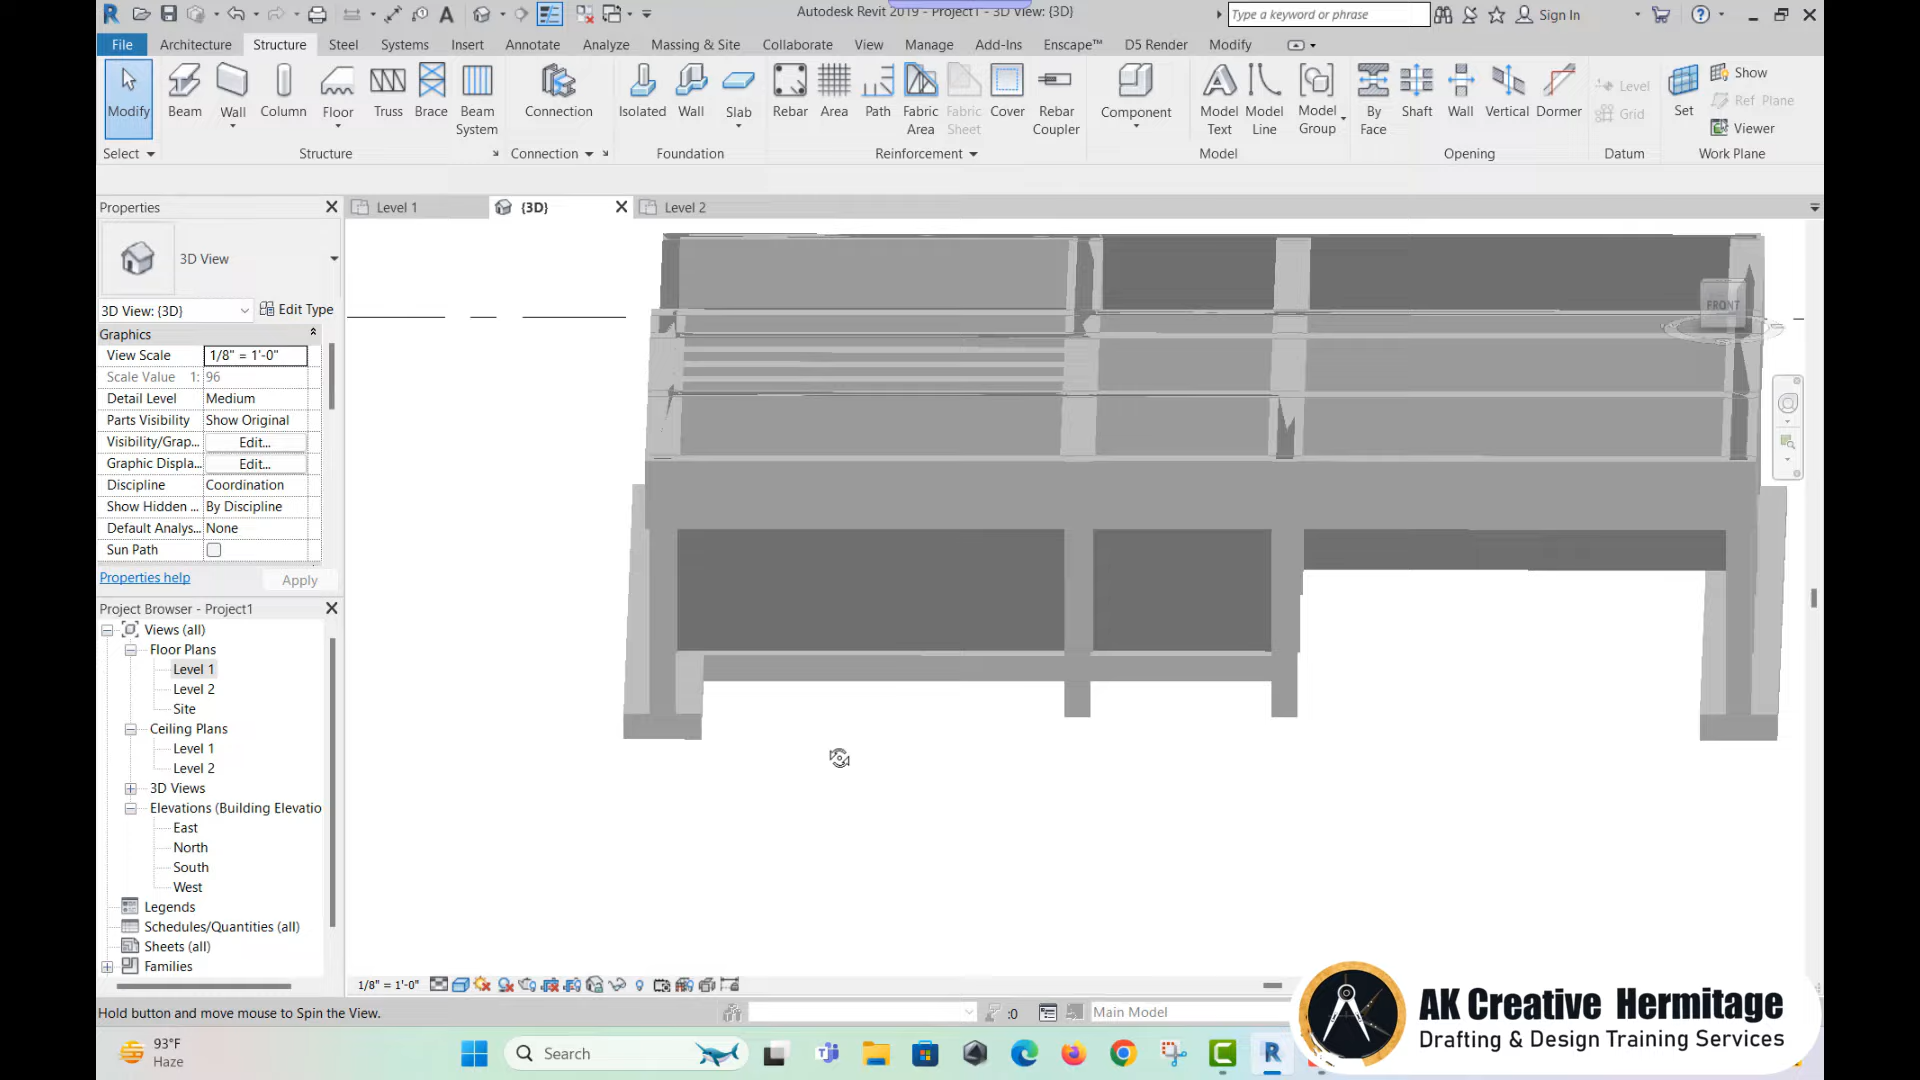 Autodesk Revit 2019 - Project1 - 3D View: {3D}
Type a keyword or phrase
Sign In
File Architecture Structure Steel Systems Insert Annotate Analyze Massing & Site Collaborate View Manage Add-Ins Enscape™ D5 Render Modify
Modify Beam Wall Column Floor Truss Brace Beam System Connection Isolated Wall Slab Rebar Area Path Fabric Area Fabric Sheet Cover Rebar Coupler Component Model Text Model Line Model Group By Face Shaft Wall Vertical Dormer Level Grid Set Show Ref Plane Viewer
Select Structure Connection Foundation Reinforcement Model Opening Datum Work Plane
Properties
Level 1 {3D} Level 2
3D View
3D View: {3D} Edit Type
Graphics
View Scale 1/8" = 1'-0"
Scale Value 1: 96
Detail Level Medium
Parts Visibility Show Original
Visibility/Grap... Edit...
Graphic Displa... Edit...
Discipline Coordination
Show Hidden ... By Discipline
Default Analys... None
Sun Path
Properties help Apply
FRONT
Project Browser - Project1
Views (all)
Floor Plans
Level 1
Level 2
Site
Ceiling Plans
Level 1
Level 2
3D Views
Elevations (Building Elevatio
East
North
South
West
Legends
Schedules/Quantities (all)
Sheets (all)
Families
1/8" = 1'-0"
Hold button and move mouse to Spin the View.
:0
Main Model
AK Creative Hermitage
Drafting & Design Training Services
93°F
Haze
Search